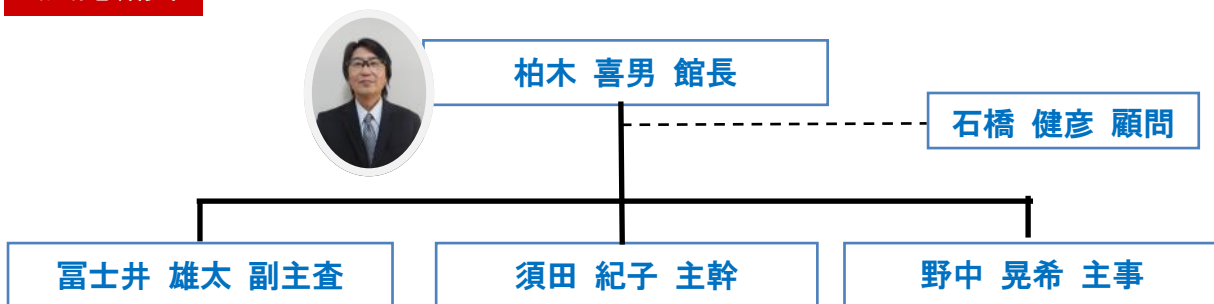 柏木 喜男 館長
石橋 健彦 顧問
冨士井 雄太 副主査
須田 紀子 主幹
野中 晃希 主事